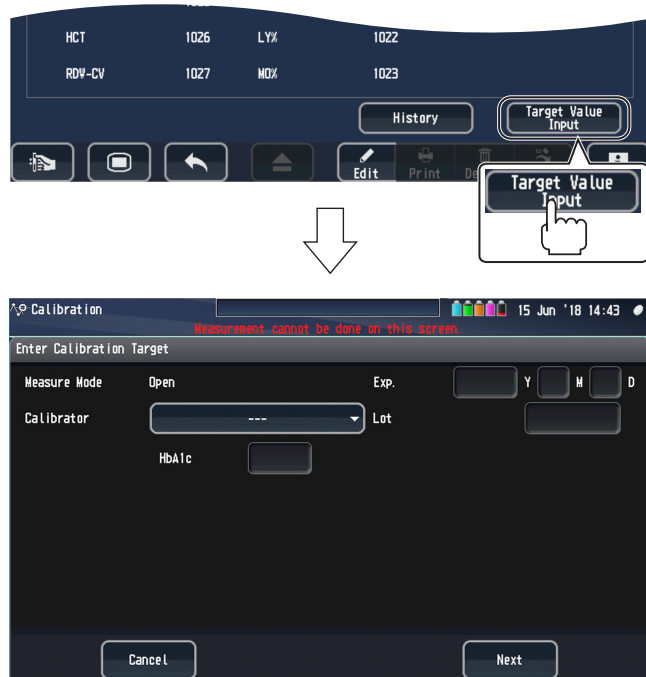 HCT 1026 LY% 1022
RDW-CV 1027 MO% 1023
History
Target Value
Input
Edit Print
Target Value
Input
Calibration 15 Jun '18 14:43
Measurement cannot be done on this screen.
Enter Calibration Target
Measure Mode Open Exp. Y M D
Calibrator --- Lot
HbA1c
Cancel Next